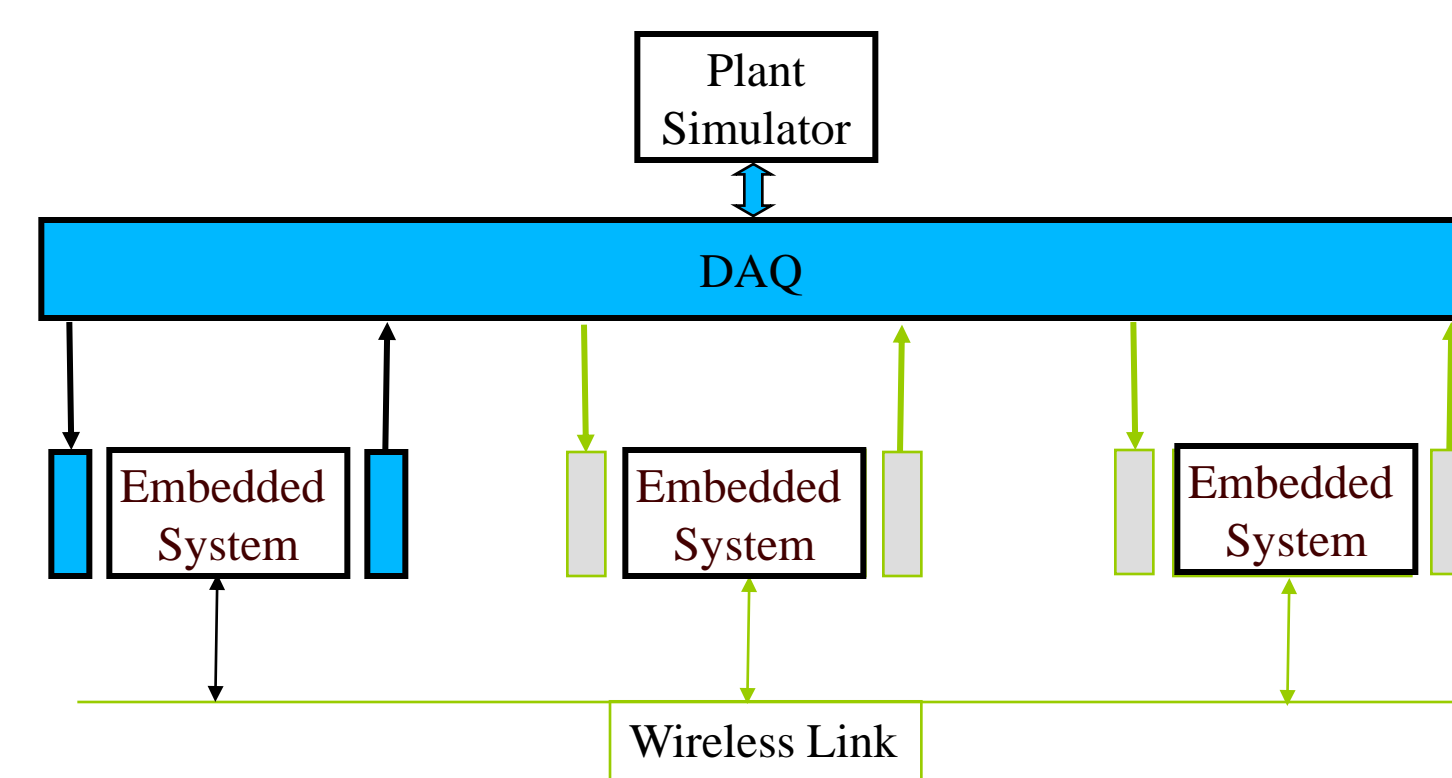 Plant
Simulator
DAQ
Embedded
System
Embedded
System
Embedded
System
Wireless Link